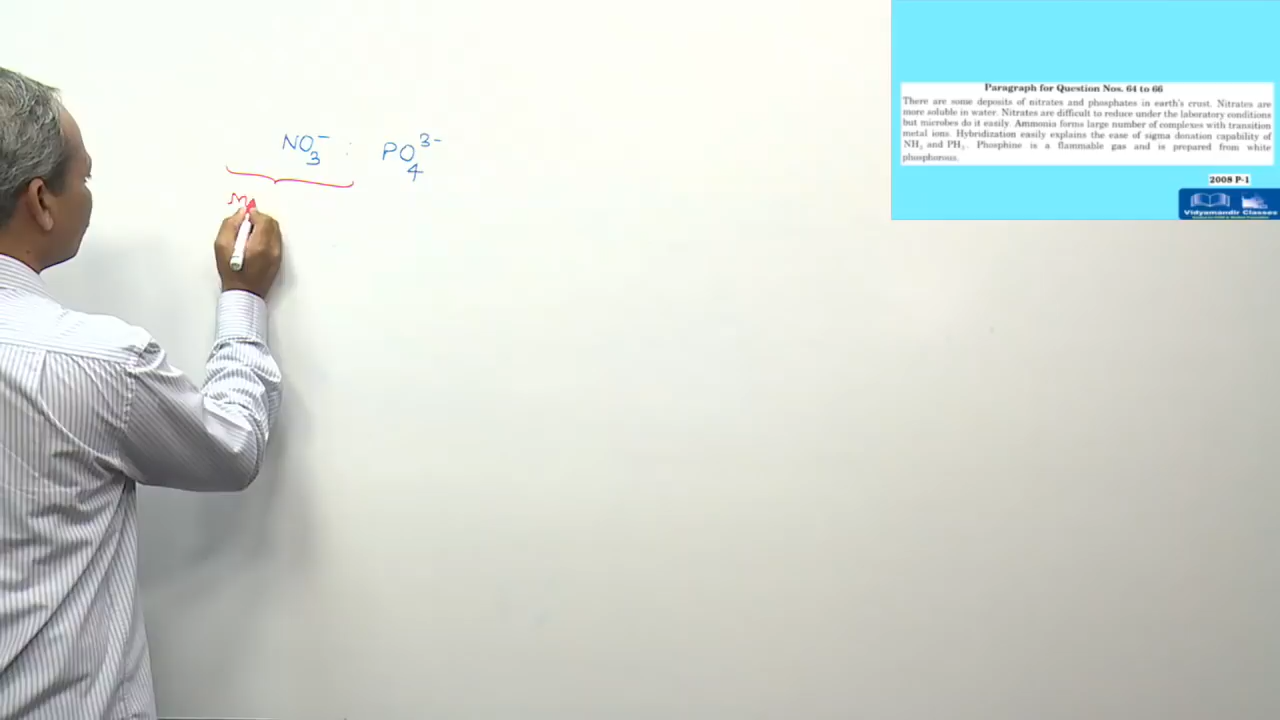 Paragraph for Question Nos. 64 to 66
There are some deposits of nitrates and phosphates in earth's crust. Nitrates are
more soluble in water. Nitrates are difficult to reduce under the laboratory conditions
but microbes do it easily. Ammonia forms large number of complexes with transition
metal ions. Hybridization easily explains the ease of sigma donation capability of
NH₃ and PH₃. Phosphine is a flammable gas and is prepared from white
phosphorous.
2008 P-1
Vidyamandir Classes
NO₃⁻ : PO₄³⁻